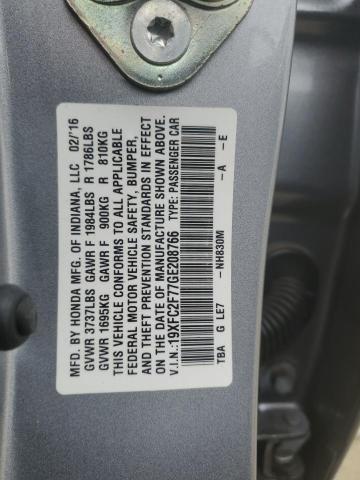 MFD. BY HONDA MFG. OF INDIANA, LLC 02/'16
GVWR 3737LBS GAWR F 1984LBS R 1786LBS
GVWR 1695KG GAWR F 900KG R 810KG
THIS VEHICLE CONFORMS TO ALL APPLICABLE
FEDERAL MOTOR VEHICLE SAFETY, BUMPER,
THEFT PREVENTION STANDARDS IN EFFECT
ON THE DATE OF MANUFACTURE SHOWN ABOVE.
V.I.N.:19XFC2F77GE208766 TYPE: PASSENGER CAR
TBA G LE7 -NH830M -A -E